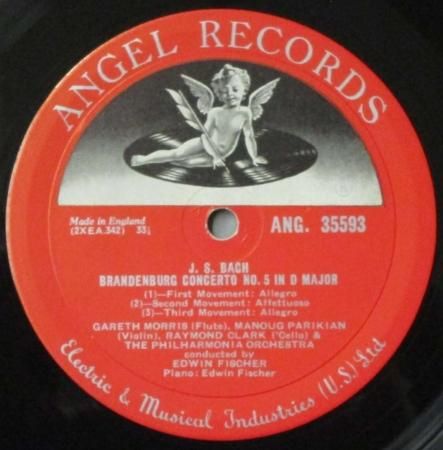 ANGEL RECORDS
Made in England
(2XEA.342) 33⅓
ANG. 35593
J. S. BACH
BRANDENBURG CONCERTO NO. 5 IN D MAJOR
(1)—First Movement: Allegro
(2)—Second Movement: Affettuoso
(3)—Third Movement: Allegro
GARETH MORRIS (Flute), MANOUG PARIKIAN
(Violin), RAYMOND CLARK ('Cello) &
THE PHILHARMONIA ORCHESTRA
conducted by
EDWIN FISCHER
Piano: Edwin Fischer
Electric & Musical Industries (U.S.) Ltd